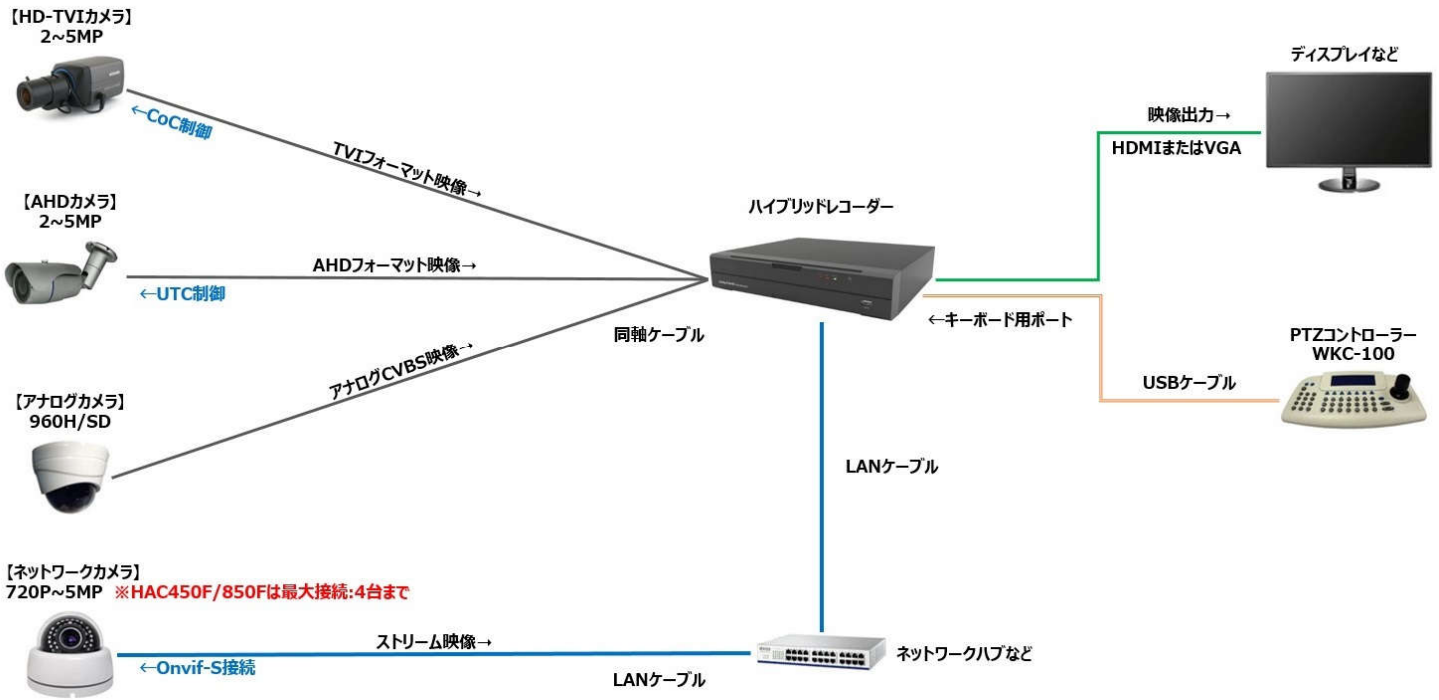 【HD-TVIカメラ】
2~5MP
←CoC制御
TVIフォーマット映像→
【AHDカメラ】
2~5MP
AHDフォーマット映像→
←UTC制御
同軸ケーブル
アナログCVBS映像→
【アナログカメラ】
960H/SD
【ネットワークカメラ】
720P~5MP ※HAC450F/850Fは最大接続:4台まで
ストリーム映像→
←Onvif-S接続
LANケーブル
ネットワークハブなど
LANケーブル
ハイブリッドレコーダー
←キーボード用ポート
映像出力→
HDMIまたはVGA
ディスプレイなど
USBケーブル
PTZコントローラー
WKC-100